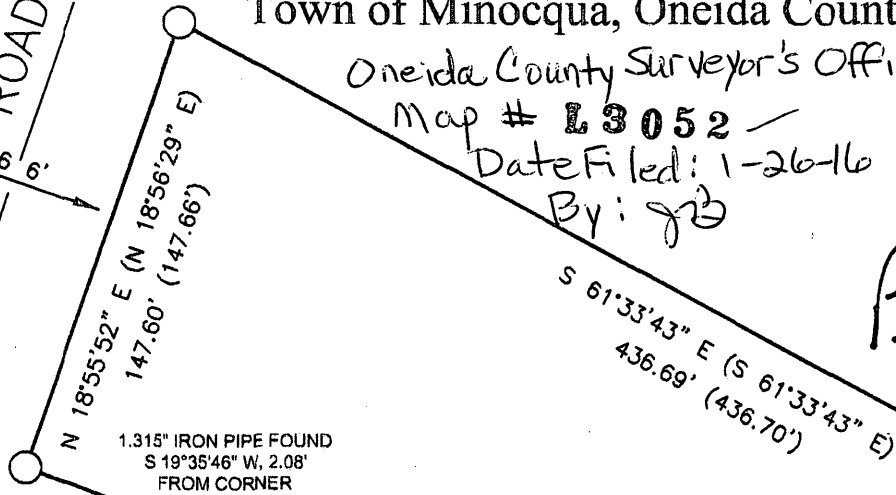 Town of Minocqua, Oneida Count
Oneida County Surveyor's Offi
Map # L3052
Date Filed: 1-26-16
By: JB
ROAD
66'
N 18°55'52" E (N 18°56'29" E)
147.60' (147.66')
S 61°33'43" E (S 61°33'43" E)
436.69' (436.70')
1.315" IRON PIPE FOUND
S 19°35'46" W, 2.08'
FROM CORNER